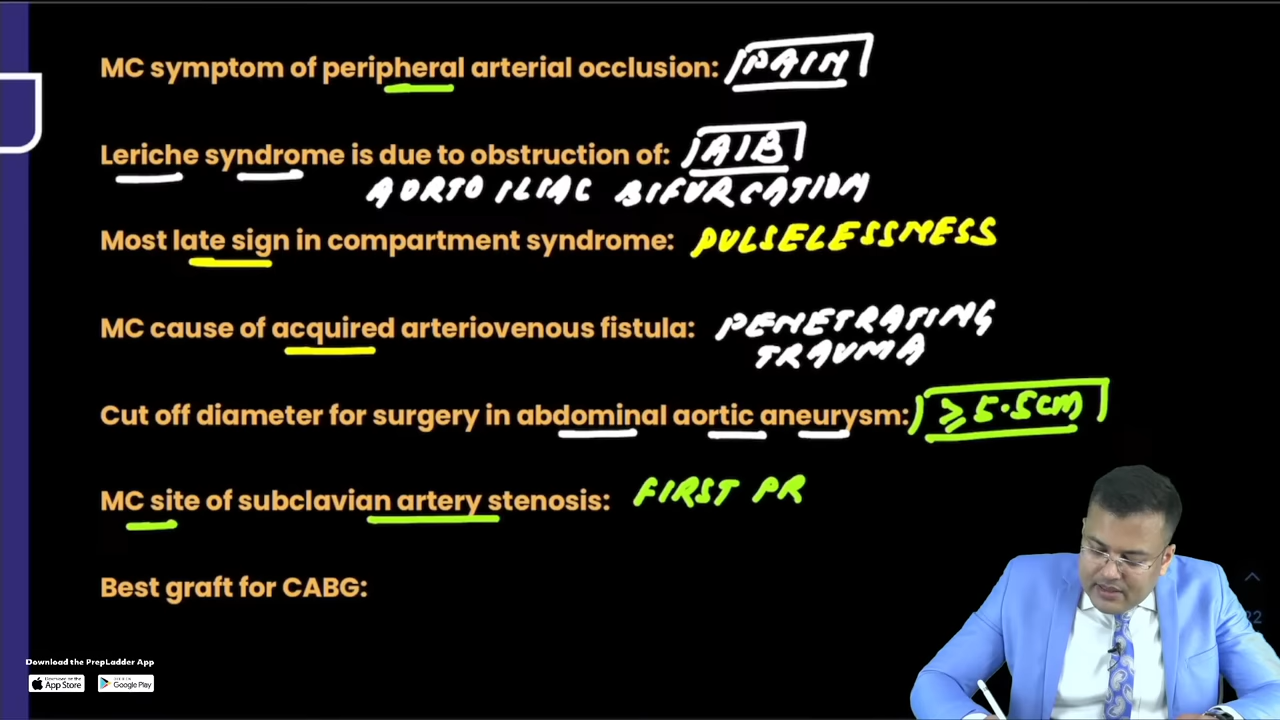 MC symptom of peripheral arterial occlusion: PAIN
Leriche syndrome is due to obstruction of: AIB
AORTO ILIAC BIFURCATION
Most late sign in compartment syndrome: PULSELESSNESS
MC cause of acquired arteriovenous fistula: PENETRATING
TRAUMA
Cut off diameter for surgery in abdominal aortic aneurysm: ≥5.5cm
MC site of subclavian artery stenosis: FIRST PR
Best graft for CABG:
Download the PrepLadder App
App Store
Google Play